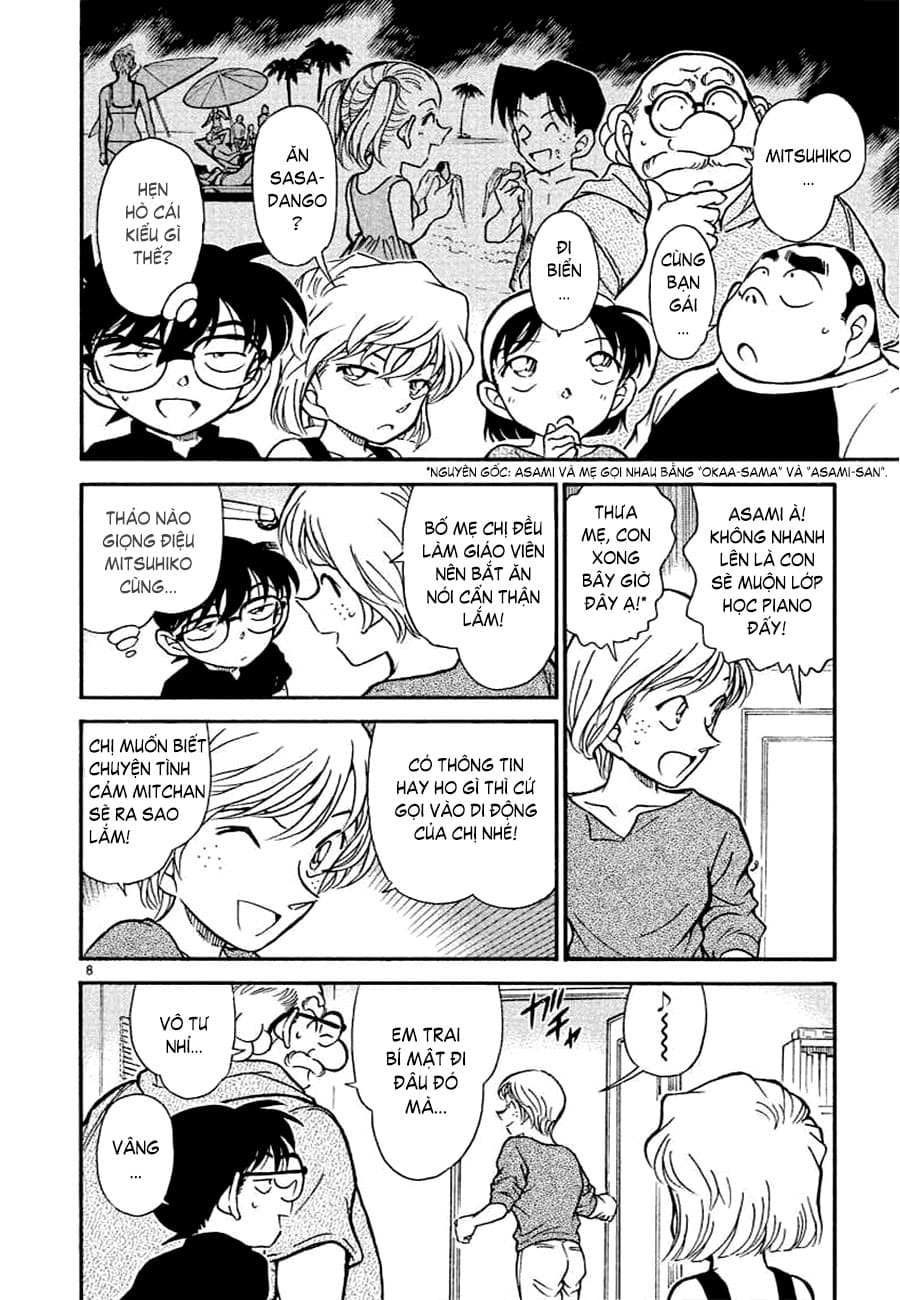 MITSUHIKO
...
CÙNG
BẠN
GÁI
...
ĐI
BIỂN
...
ĂN
SASA-
DANGO
?
HẸN
HÒ CÁI
KIỂU GÌ
THẾ?
*NGUYÊN GỐC: ASAMI VÀ MẸ GỌI NHAU BẰNG "OKAA-SAMA" VÀ "ASAMI-SAN".
ASAMI À!
KHÔNG NHANH
LÊN LÀ CON
SẼ MUỘN LỚP
HỌC PIANO
ĐẤY!
THƯA
MẸ, CON
XONG
BÂY GIỜ
ĐÂY Ạ!*
BỐ MẸ CHỊ ĐỀU
LÀM GIÁO VIÊN
NÊN BẮT ĂN
NÓI CẨN THẬN
LẮM!
THẢO NÀO
GIỌNG ĐIỆU
MITSUHIKO
CŨNG...
CÓ THÔNG TIN
HAY HO GÌ THÌ CỨ
GỌI VÀO DI ĐỘNG
CỦA CHỊ NHÉ!
CHỊ MUỐN BIẾT
CHUYỆN TÌNH
CẢM MITCHAN
SẼ RA SAO
LẮM!
8
♪
ガガッ
EM TRAI
BÍ MẬT ĐI
ĐÂU ĐÓ
MÀ...
VÔ TƯ
NHỈ...
VÂNG
...